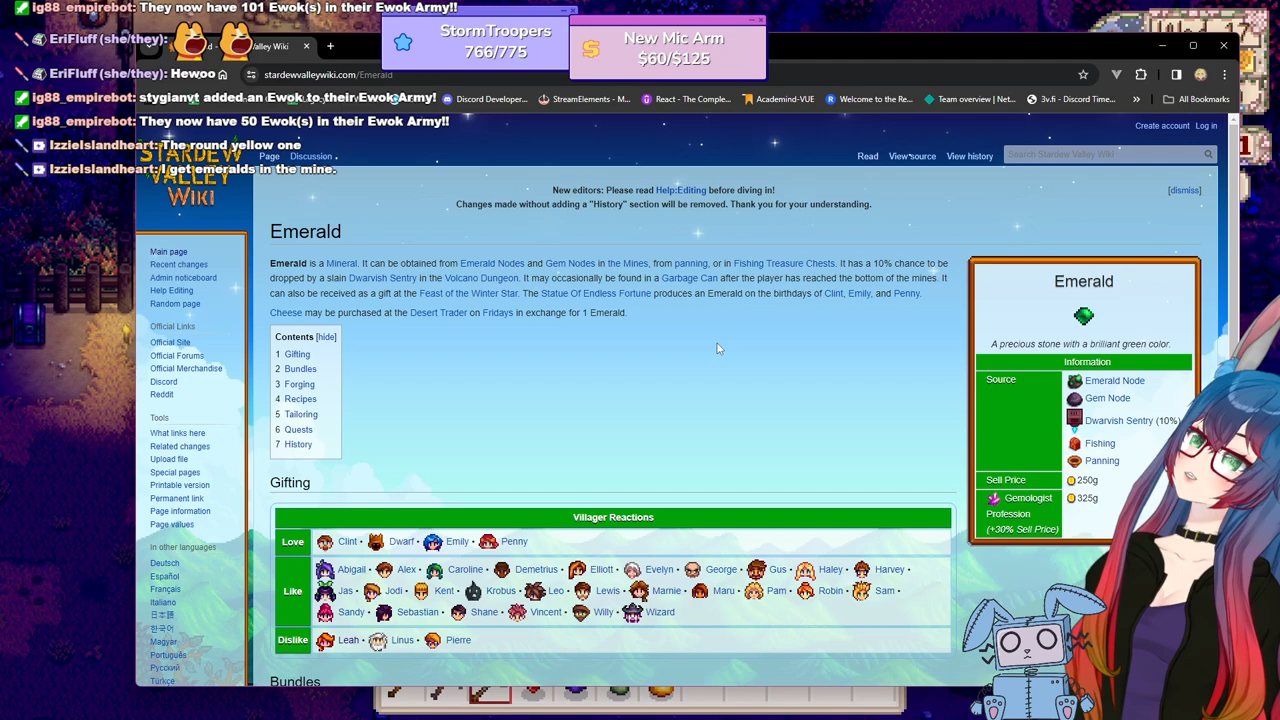 ig88_empirebot: They now have 101 Ewok(s) in their Ewok Army!!
EriFluff (she/they):
EriFluff (she/they): Hewoo
ig88_empirebot: stygianvt added an Ewok to their Ewok Army!
ig88_empirebot: They now have 50 Ewok(s) in their Ewok Army!!
IzzieIslandheart: The round yellow one
IzzieIslandheart: I get emeralds in the mine.
StormTroopers
766/775
New Mic Arm
$60/$125
Valley Wiki
stardewvalleywiki.com/Emerald
Discord Developer...
StreamElements - M...
React - The Comple...
Academind-VUE
Welcome to the Re...
Team overview | Net...
3v.fi - Discord Time...
All Bookmarks
Create account
Log in
STARDEW
VALLEY
WIKI
Page
Discussion
Read
View source
View history
Search Stardew Valley Wiki
New editors: Please read Help:Editing before diving in!
[dismiss]
Changes made without adding a "History" section will be removed. Thank you for your understanding.
Main page
Recent changes
Admin noticeboard
Help Editing
Random page
Official Links
Official Site
Official Forums
Official Merchandise
Discord
Reddit
Tools
What links here
Related changes
Upload file
Special pages
Printable version
Permanent link
Page information
Page values
In other languages
Deutsch
Español
Français
Italiano
日本語
한국어
Magyar
Português
Русский
Türkçe
Emerald
Emerald is a Mineral. It can be obtained from Emerald Nodes and Gem Nodes in the Mines, from panning, or in Fishing Treasure Chests. It has a 10% chance to be
dropped by a slain Dwarvish Sentry in the Volcano Dungeon. It may occasionally be found in a Garbage Can after the player has reached the bottom of the mines. It
can also be received as a gift at the Feast of the Winter Star. The Statue Of Endless Fortune produces an Emerald on the birthdays of Clint, Emily, and Penny.
Cheese may be purchased at the Desert Trader on Fridays in exchange for 1 Emerald.
Contents [hide]
1 Gifting
2 Bundles
3 Forging
4 Recipes
5 Tailoring
6 Quests
7 History
Gifting
Villager Reactions
Love
Clint • Dwarf • Emily • Penny
Like
Abigail • Alex • Caroline • Demetrius • Elliott • Evelyn • George • Gus • Haley • Harvey •
Jas • Jodi • Kent • Krobus • Leo • Lewis • Marnie • Maru • Pam • Robin • Sam •
Sandy • Sebastian • Shane • Vincent • Willy • Wizard
Dislike
Leah • Linus • Pierre
Bundles
Emerald
A precious stone with a brilliant green color.
Information
Source
Emerald Node
Gem Node
Dwarvish Sentry (10%)
Fishing
Panning
Sell Price
250g
Gemologist
Profession
(+30% Sell Price)
325g